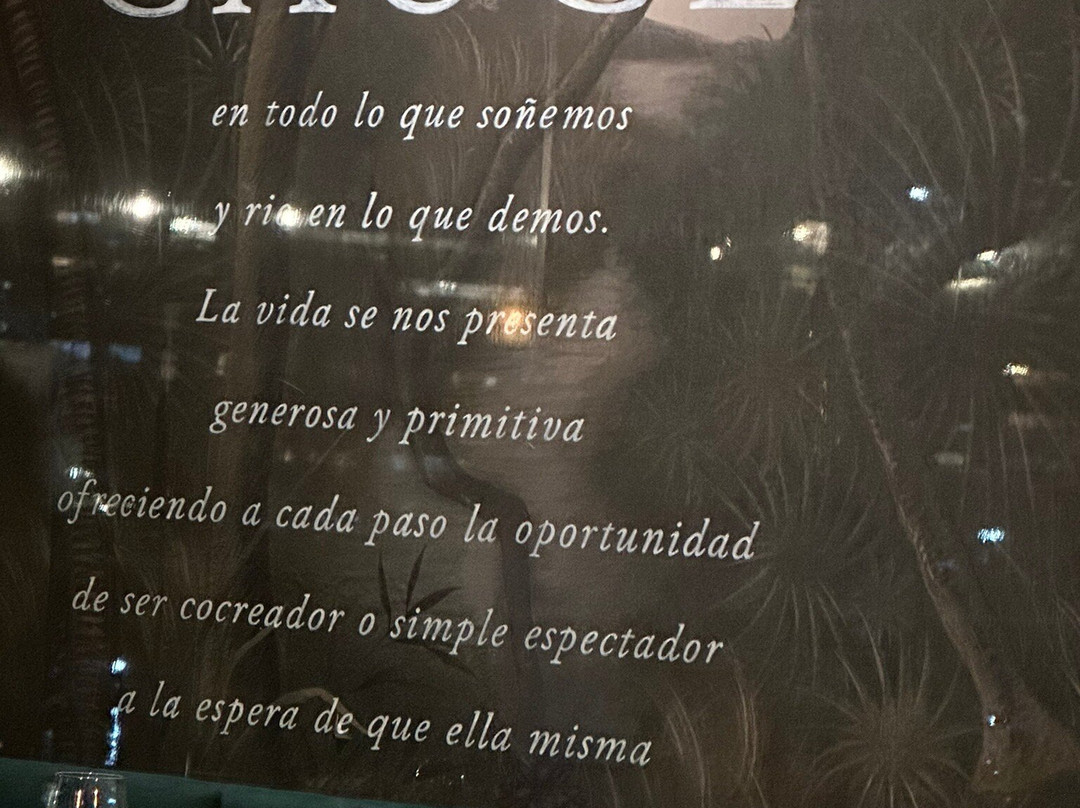 en todo lo que soñemos
y río en lo que demos.
La vida se nos presenta
generosa y primitiva
ofreciendo a cada paso la oportunidad
de ser cocreador o simple espectador
a la espera de que ella misma